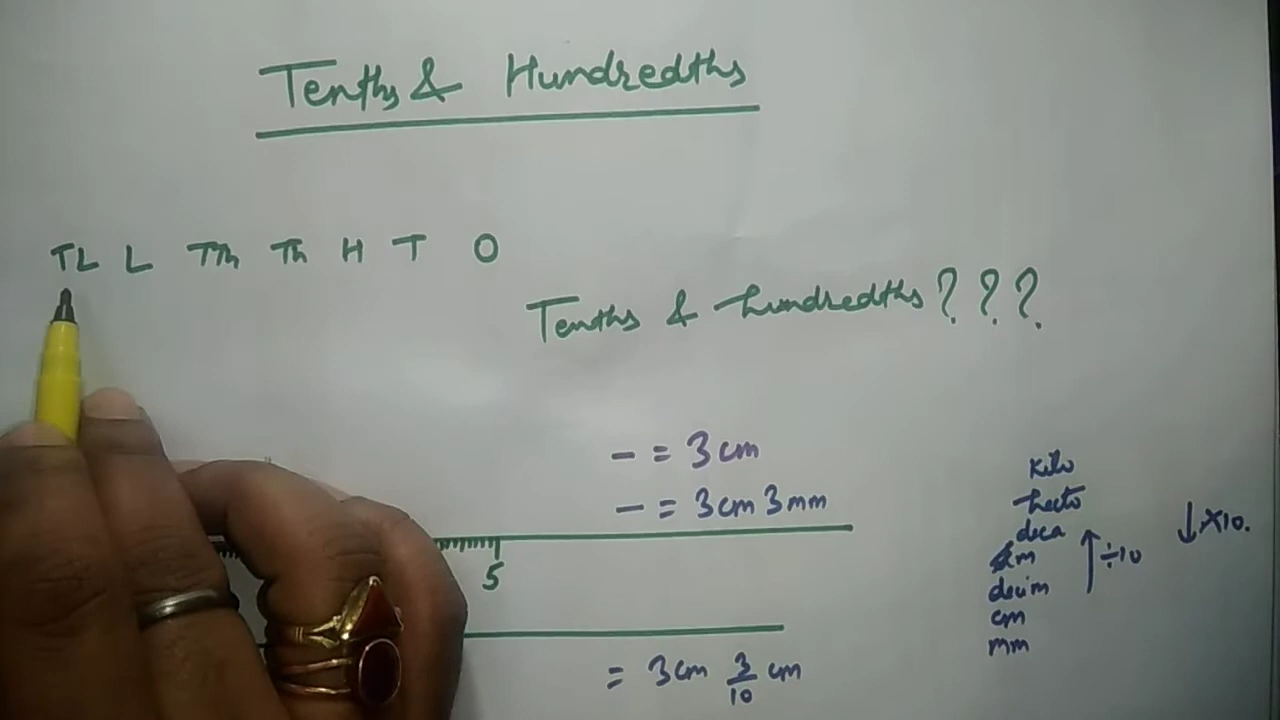 Tenths & Hundredths
TL L TTh Th H T O
Tenths & hundredths ? ? ?
– = 3 cm
– = 3 cm 3 mm
5
= 3 cm 3/10 cm
Kilo
hecto
deca
m
decim
cm
mm
↑ ÷10
↓ ×10.